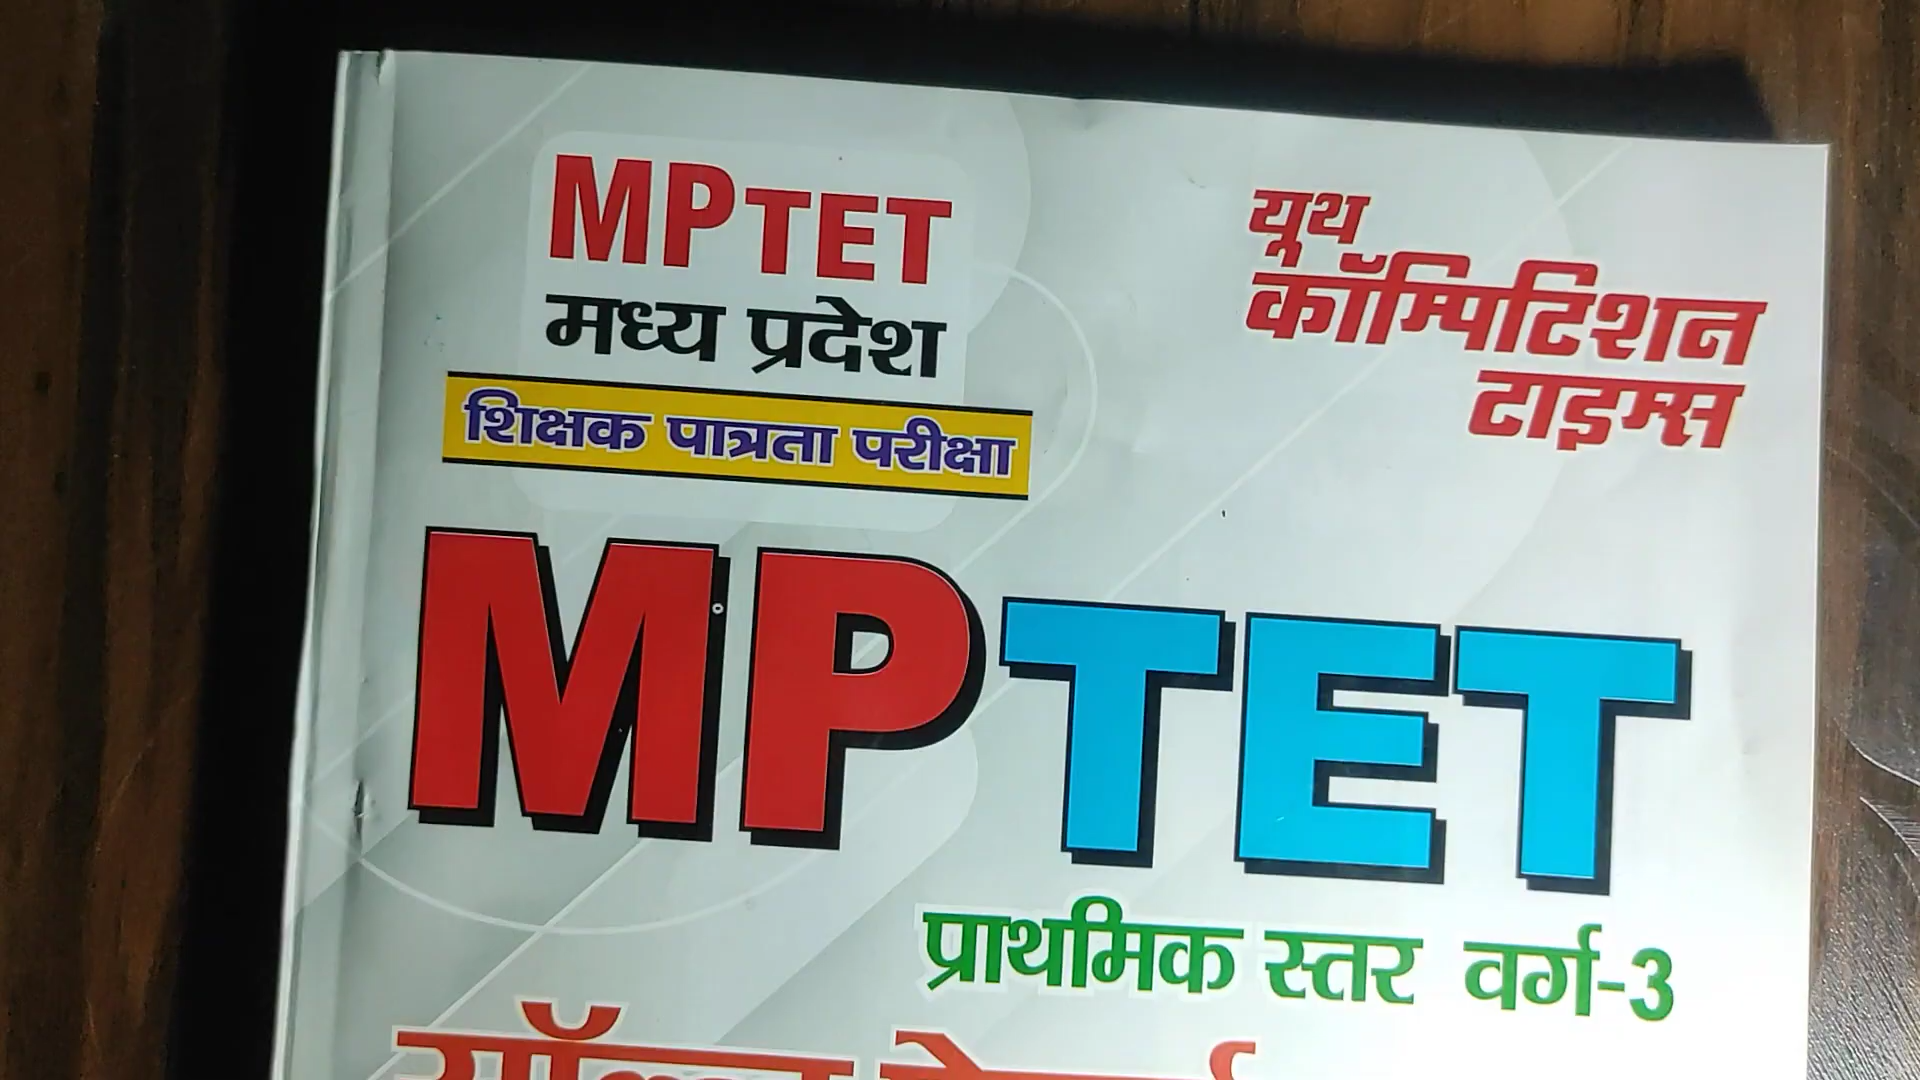 MPTET
मध्य प्रदेश
शिक्षक पात्रता परीक्षा
यूथ
कॉम्पिटिशन
टाइम्स
MPTET
प्राथमिक स्तर वर्ग-3